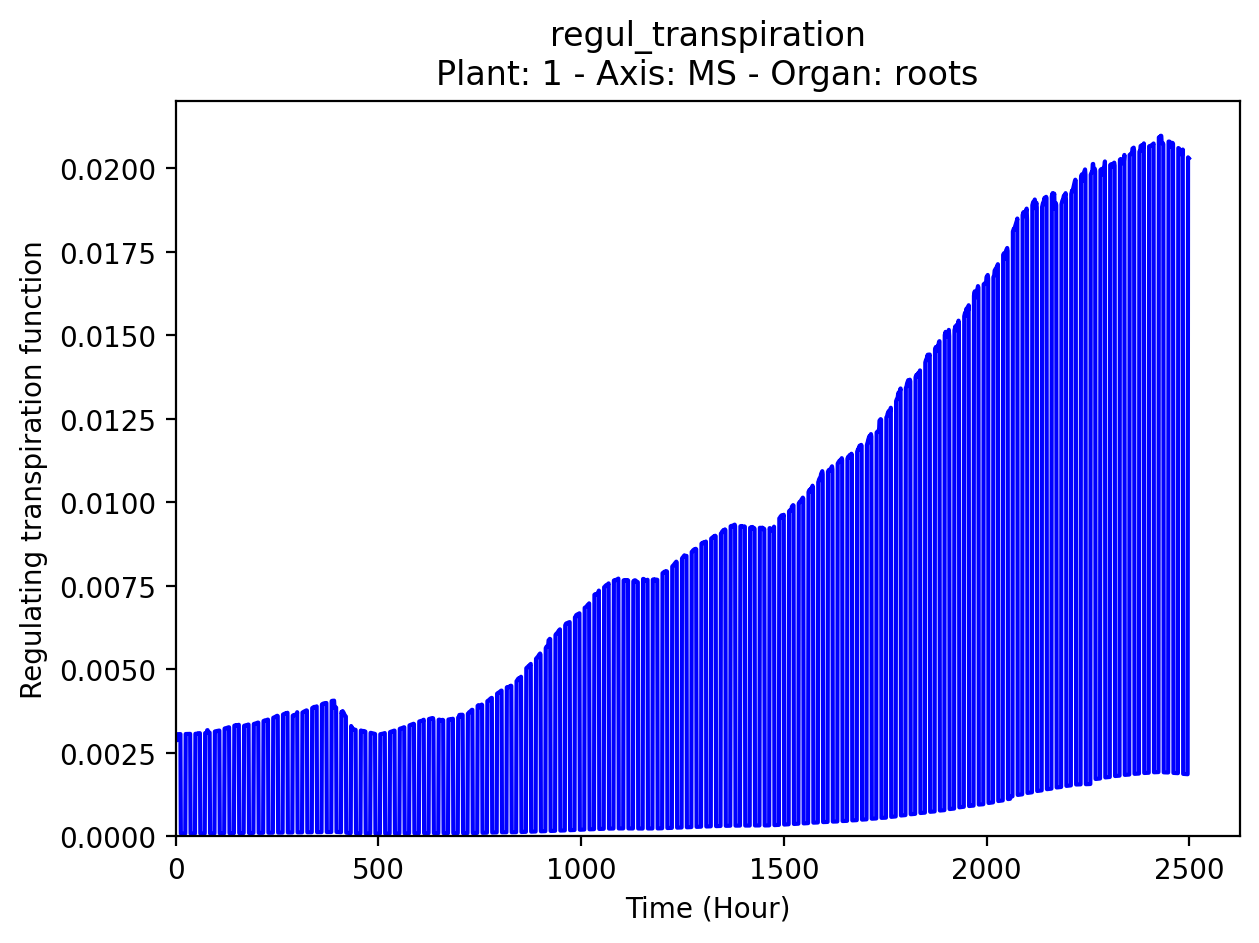 regul_transpiration
Plant: 1 - Axis: MS - Organ: roots
Regulating transpiration function
0.0200
0.0175
0.0150
0.0125
0.0100
0.0075
0.0050
0.0025
0.0000
0 500 1000 1500 2000 2500
Time (Hour)